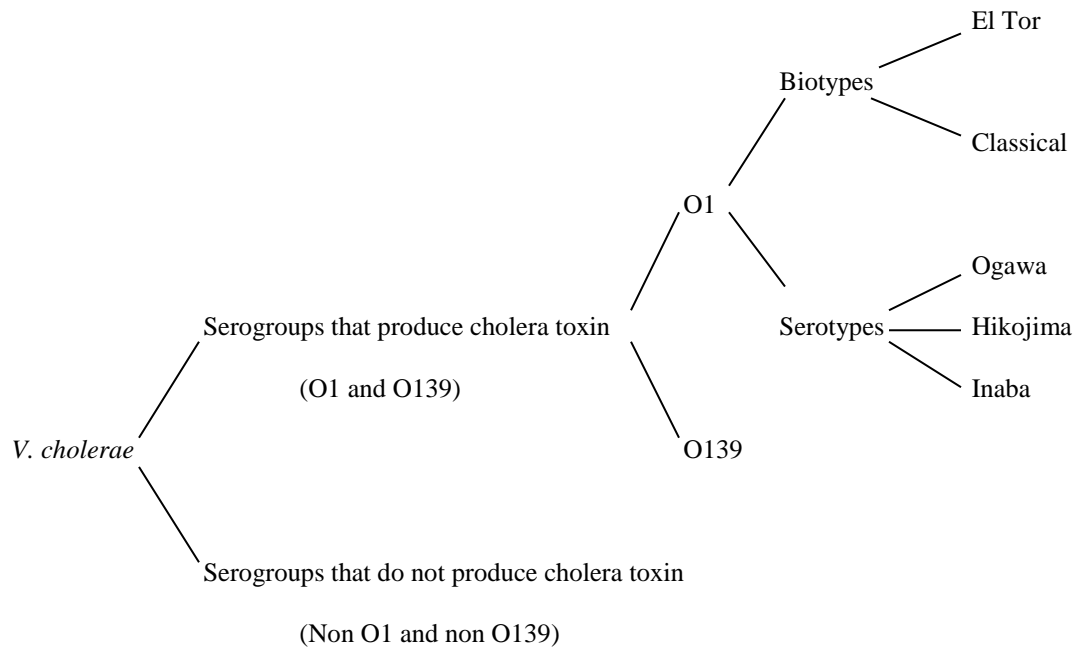 El Tor
Biotypes
Classical
O1
Ogawa
Serogroups that produce cholera toxin
Serotypes
Hikojima
(O1 and O139)
Inaba
V. cholerae
O139
Serogroups that do not produce cholera toxin
(Non O1 and non O139)